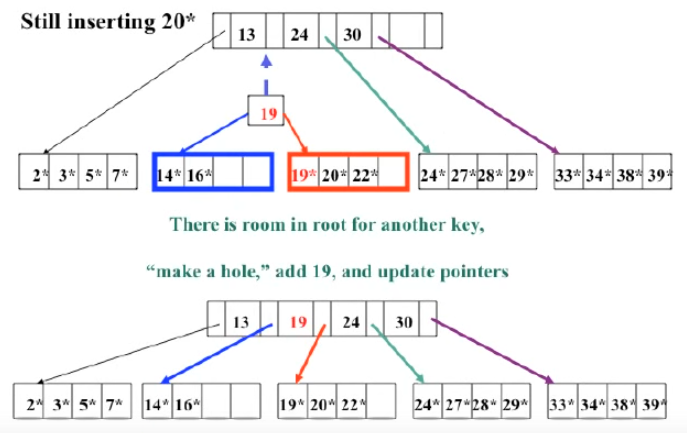 Still inserting 20*
13 24 30
19
2* 3* 5* 7* 14* 16* 19* 20* 22* 24* 27* 28* 29* 33* 34* 38* 39*
There is room in root for another key,
“make a hole,” add 19, and update pointers
13 19 24 30
2* 3* 5* 7* 14* 16* 19* 20* 22* 24* 27* 28* 29* 33* 34* 38* 39*